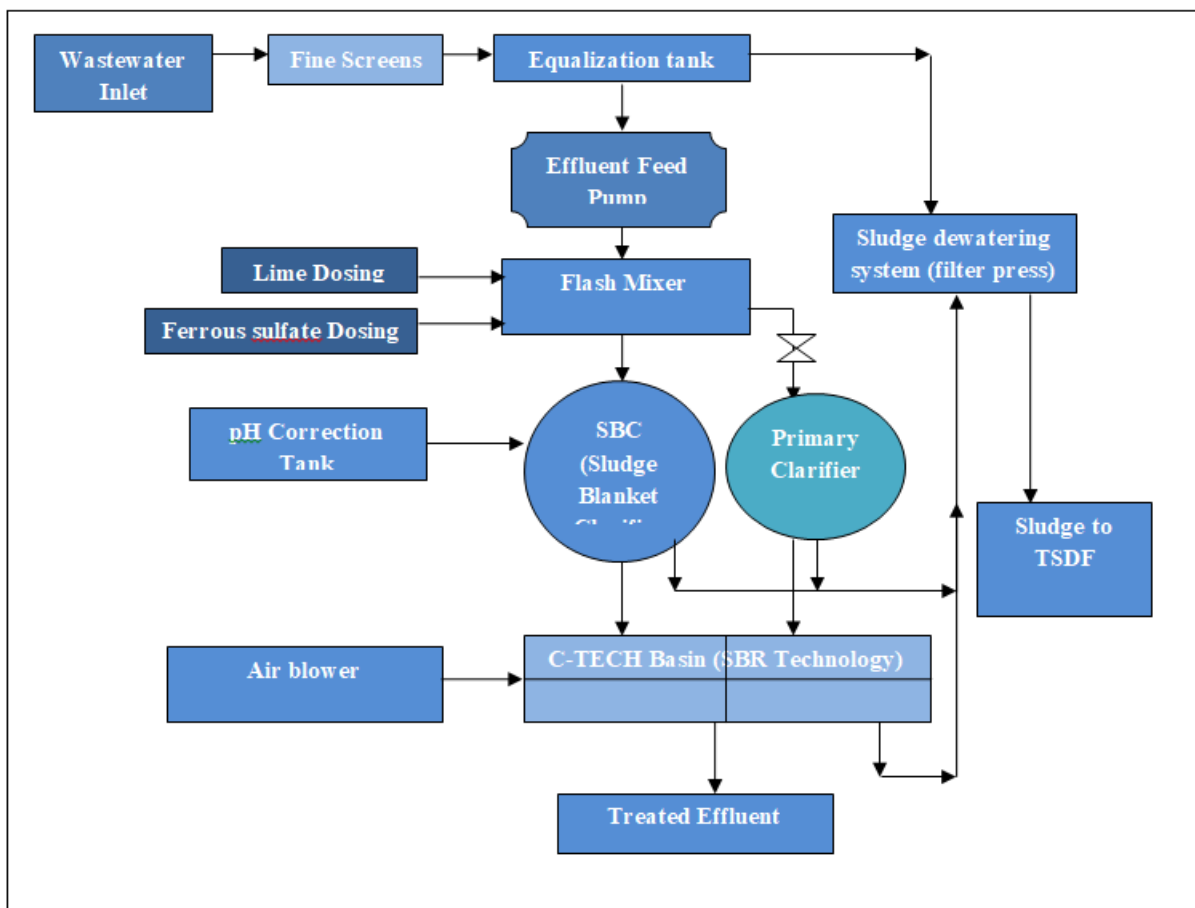 Wastewater
Inlet
Fine Screens
Equalization tank
Effluent Feed
Pump
Sludge dewatering
system (filter press)
Lime Dosing
Flash Mixer
Ferrous sulfate Dosing
pH Correction
Tank
SBC
(Sludge
Blanket
Primary
Clarifier
Sludge to
TSDF
C-TECH Basin (SBR Technology)
Air blower
Treated Effluent